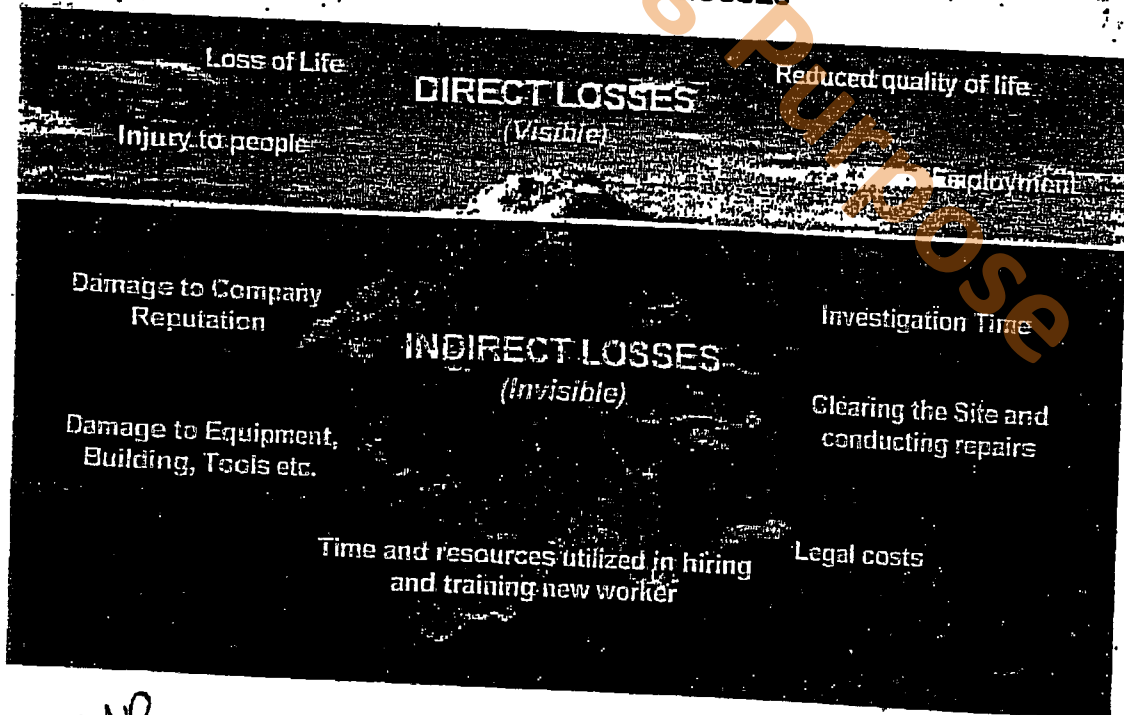 Loss of Life
DIRECT LOSSES
(Visible)
Reduced quality of life
Injury to people
Employment
Damage to Company
Reputation
INDIRECT LOSSES
(Invisible)
Investigation Time
Clearing the Site and
conducting repairs
Damage to Equipment,
Building, Tools etc.
Time and resources utilized in hiring
and training new worker
Legal costs
Purpose